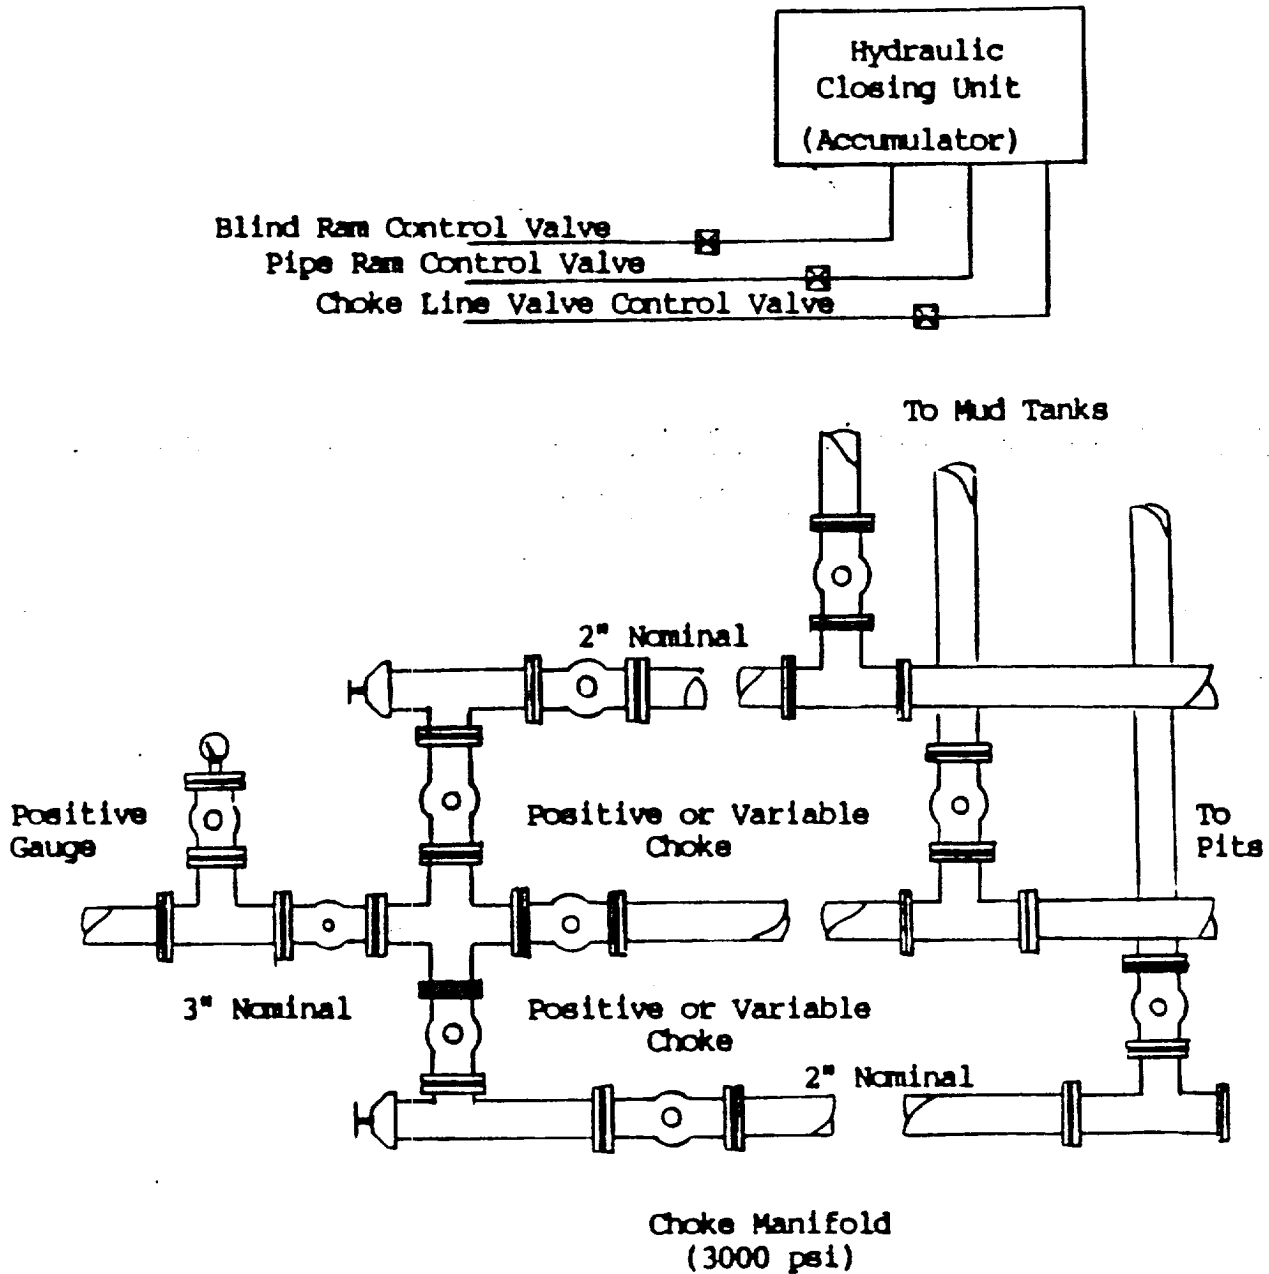 Hydraulic
Closing Unit
(Accumulator)
Blind Ram Control Valve
Pipe Ram Control Valve
Choke Line Valve Control Valve
To Mud Tanks
2" Nominal
Positive
Gauge
Positive or Variable
Choke
To
Pits
3" Nominal
Positive or Variable
Choke
2" Nominal
Choke Manifold
(3000 psi)